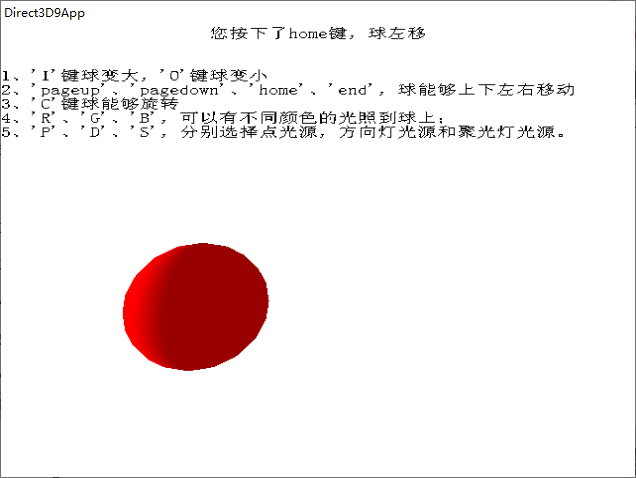 Direct3D9App
您按下了home键，球左移
1、'I'键球变大，'O'键球变小
2、'pageup'、'pagedown'、'home'、'end'，球能够上下左右移动
3、'C'键球能够旋转
4、'R'、'G'、'B'，可以有不同颜色的光照到球上；
5、'P'、'D'、'S'，分别选择点光源，方向灯光源和聚光灯光源。